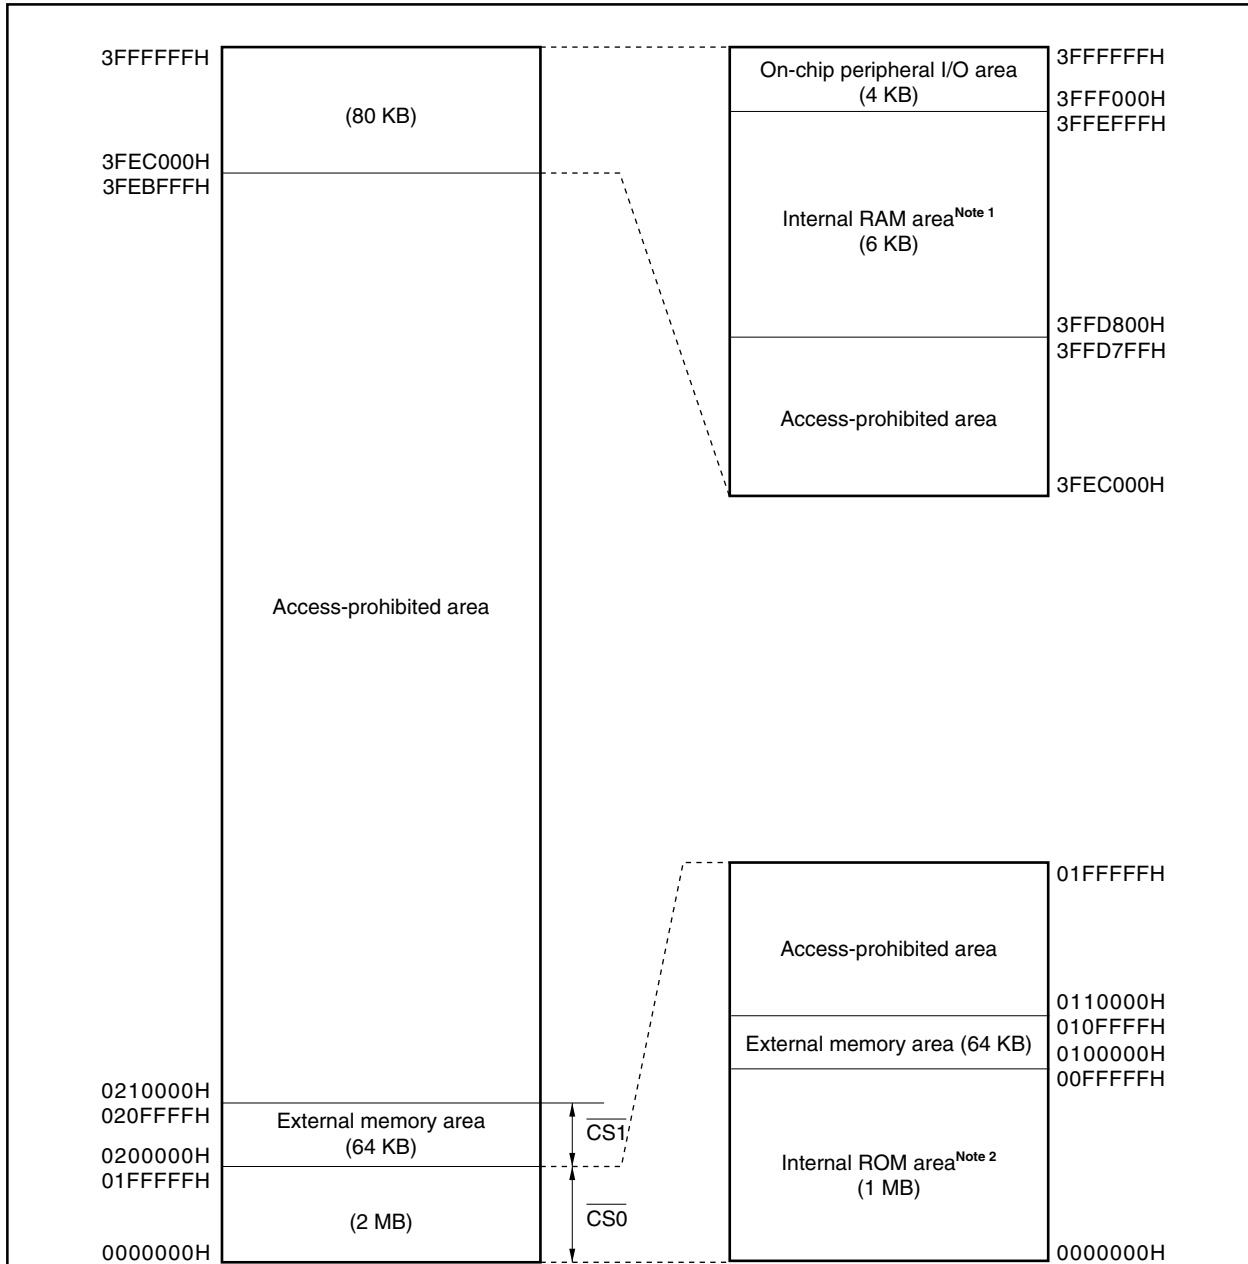 3FFFFFFH
(80 KB)
3FEC000H
3FEBFFFH
Access-prohibited area
0210000H
020FFFFH
External memory area
(64 KB)
0200000H
01FFFFFH
(2 MB)
0000000H
CS1
CS0
On-chip peripheral I/O area
(4 KB)
3FFFFFFH
3FFF000H
3FFEFFFH
Internal RAM areaNote 1
(6 KB)
3FFD800H
3FFD7FFH
Access-prohibited area
3FEC000H
01FFFFFH
Access-prohibited area
0110000H
010FFFFH
External memory area (64 KB)
0100000H
00FFFFFH
Internal ROM areaNote 2
(1 MB)
0000000H